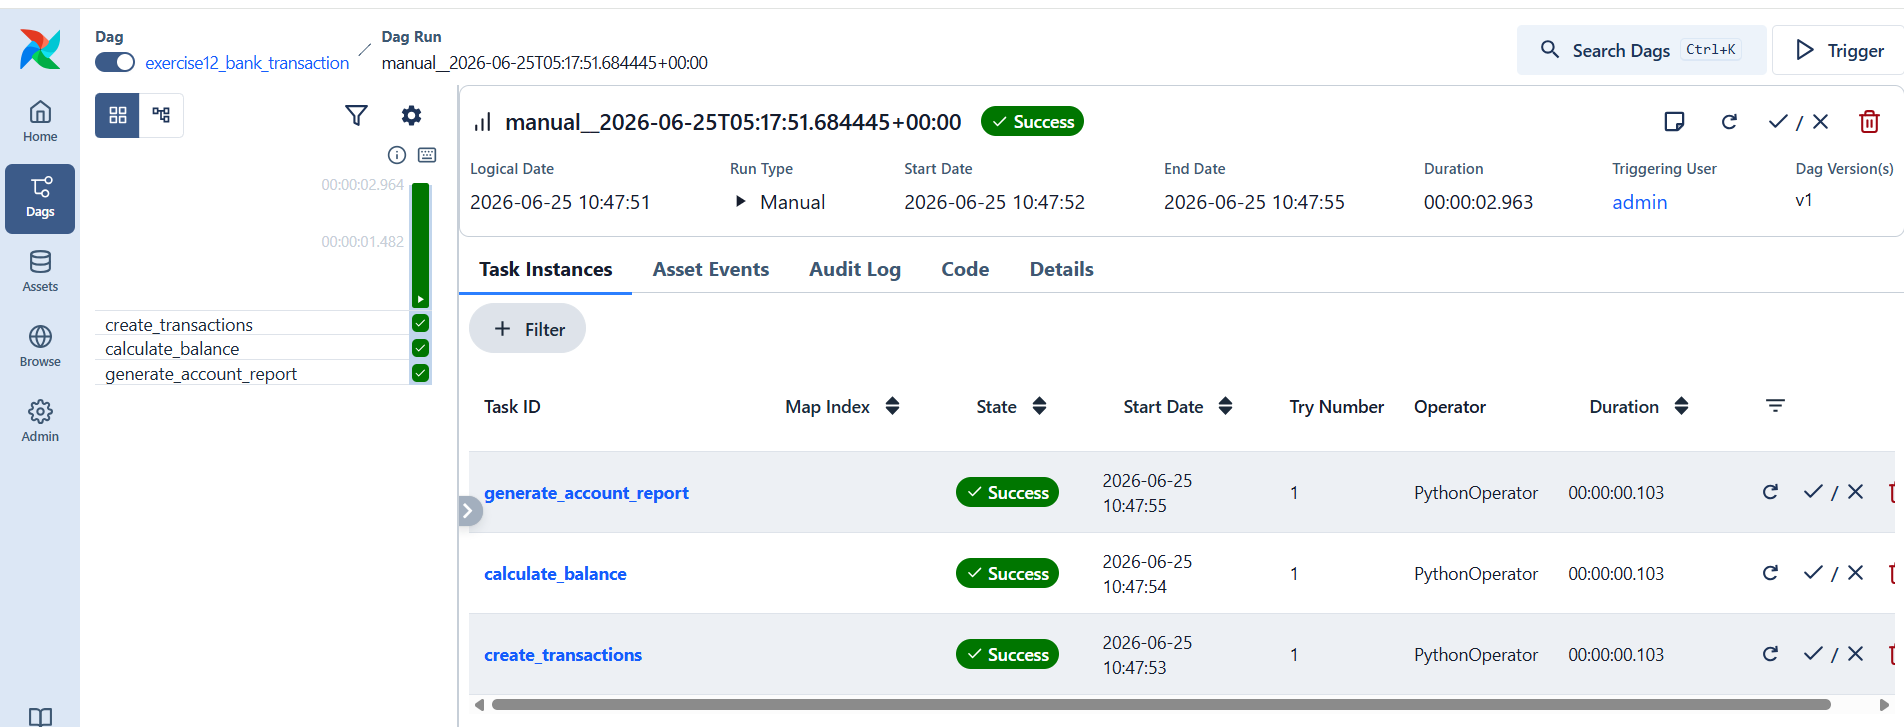 Dag
exercise12_bank_transaction
Dag Run
manual__2026-06-25T05:17:51.684445+00:00
Search Dags Ctrl+K
Trigger
Home
Dags
Assets
Browse
Admin
00:00:02.964
00:00:01.482
create_transactions
calculate_balance
generate_account_report
manual__2026-06-25T05:17:51.684445+00:00 Success
Logical Date Run Type Start Date End Date Duration Triggering User Dag Version(s)
2026-06-25 10:47:51 Manual 2026-06-25 10:47:52 2026-06-25 10:47:55 00:00:02.963 admin v1
Task Instances Asset Events Audit Log Code Details
+ Filter
Task ID Map Index State Start Date Try Number Operator Duration
generate_account_report Success 2026-06-25 10:47:55 1 PythonOperator 00:00:00.103
calculate_balance Success 2026-06-25 10:47:54 1 PythonOperator 00:00:00.103
create_transactions Success 2026-06-25 10:47:53 1 PythonOperator 00:00:00.103